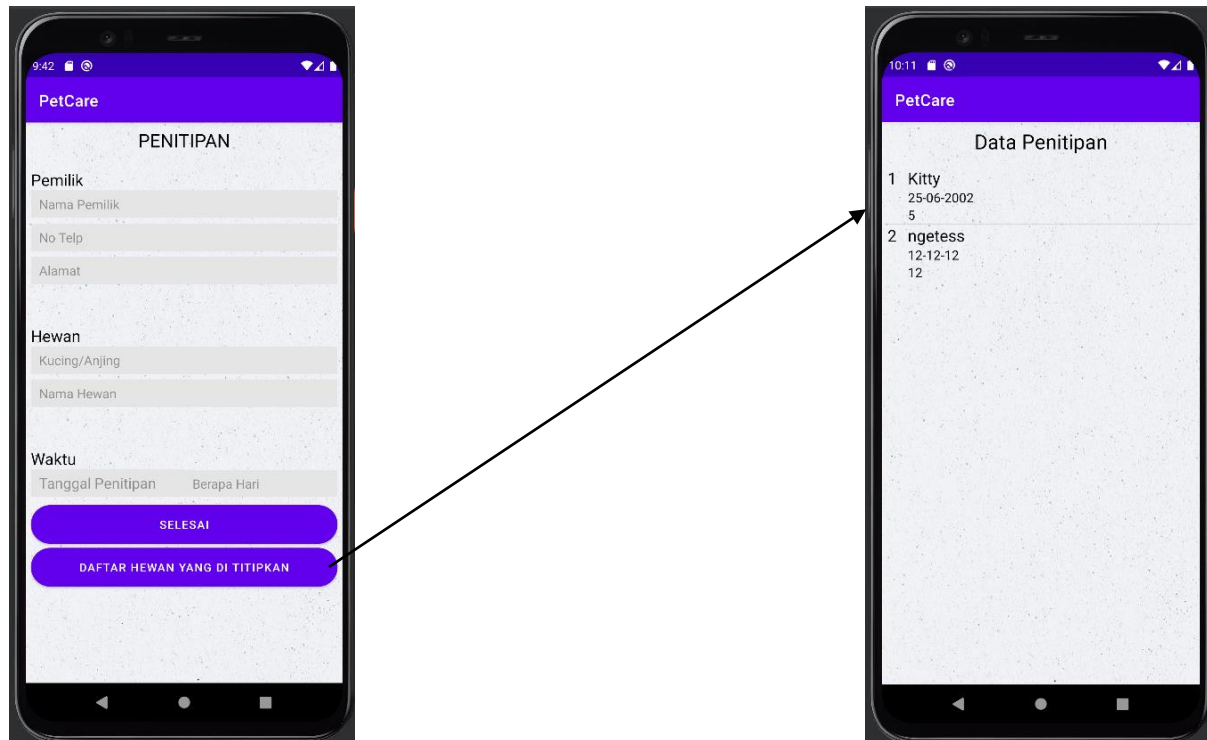 9:42
PetCare
PENITIPAN
Pemilik
Nama Pemilik
No Telp
Alamat
Hewan
Kucing/Anjing
Nama Hewan
Waktu
Tanggal Penitipan Berapa Hari
SELESAI
DAFTAR HEWAN YANG DI TITIPKAN
10:11
PetCare
Data Penitipan
1 Kitty
25-06-2002
5
2 ngetess
12-12-12
12